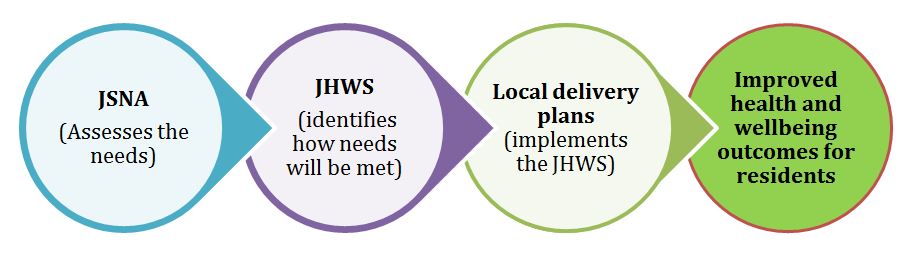 JSNA
(Assesses the
needs)
JHWS
(identifies
how needs
will be met)
Local delivery
plans
(implements
the JHWS)
Improved
health and
wellbeing
outcomes for
residents